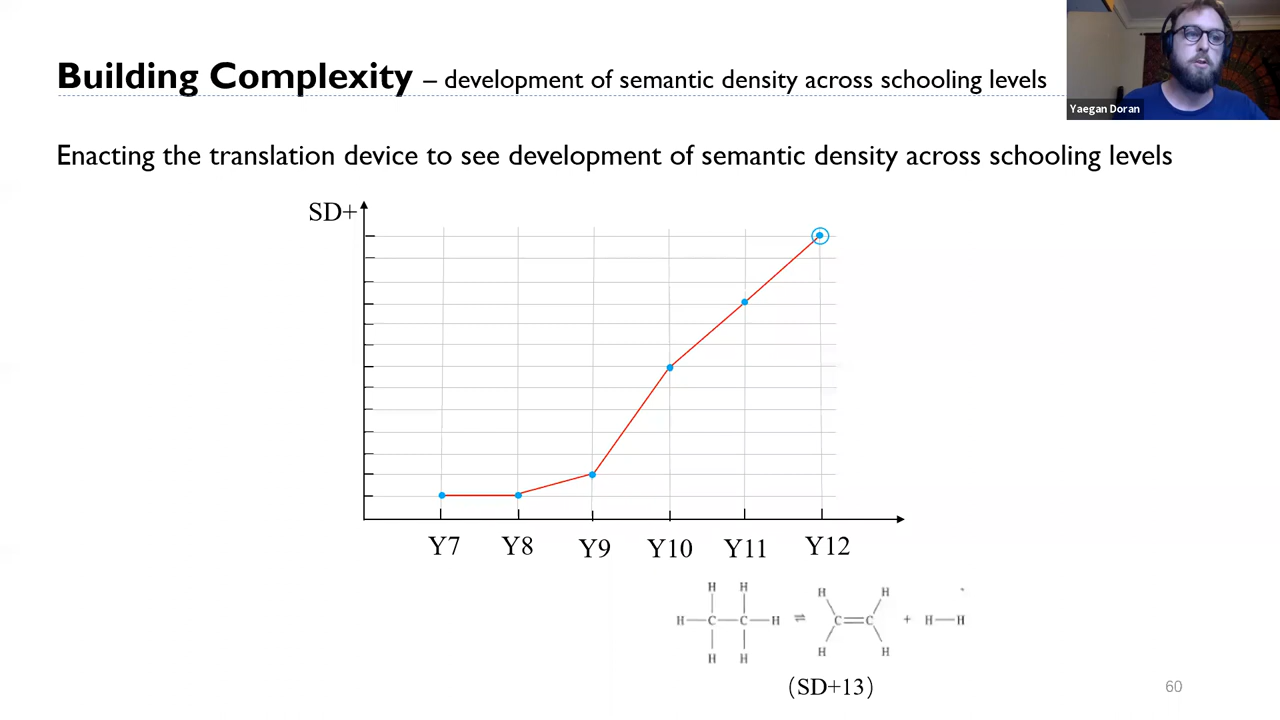 Building Complexity – development of semantic density across schooling levels
Yaegan Doran
Enacting the translation device to see development of semantic density across schooling levels
SD+
Y7 Y8 Y9 Y10 Y11 Y12
H H H H
H—C—C—H ⇌ C=C + H—H
H H H H
(SD+13)
60